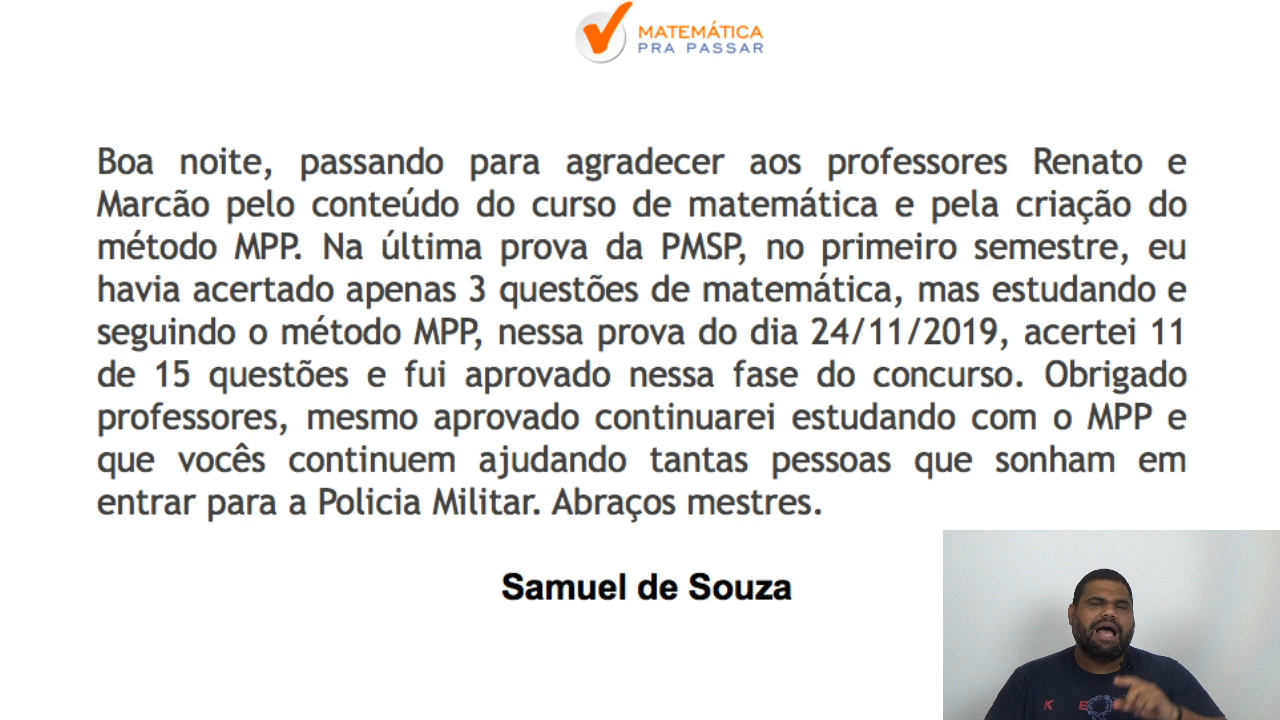 MATEMÁTICA
PRA PASSAR
Boa noite, passando para agradecer aos professores Renato e
Marcão pelo conteúdo do curso de matemática e pela criação do
método MPP. Na última prova da PMSP, no primeiro semestre, eu
havia acertado apenas 3 questões de matemática, mas estudando e
seguindo o método MPP, nessa prova do dia 24/11/2019, acertei 11
de 15 questões e fui aprovado nessa fase do concurso. Obrigado
professores, mesmo aprovado continuarei estudando com o MPP e
que vocês continuem ajudando tantas pessoas que sonham em
entrar para a Policia Militar. Abraços mestres.
Samuel de Souza